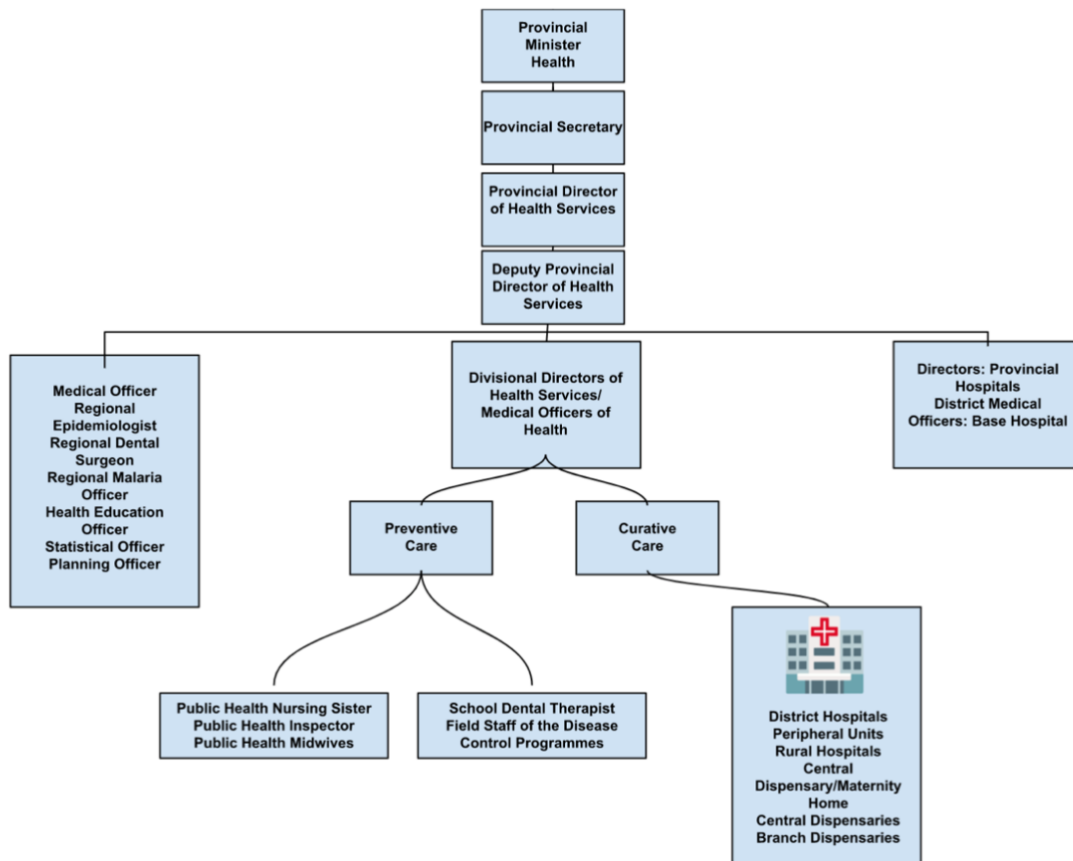 Provincial
Minister
Health
Provincial Secretary
Provincial Director
of Health Services
Deputy Provincial
Director of Health
Services
Medical Officer
Regional
Epidemiologist
Regional Dental
Surgeon
Regional Malaria
Officer
Health Education
Officer
Statistical Officer
Planning Officer
Divisional Directors of
Health Services/
Medical Officers of
Health
Directors: Provincial
Hospitals
District Medical
Officers: Base Hospital
Preventive
Care
Curative
Care
Public Health Nursing Sister
Public Health Inspector
Public Health Midwives
School Dental Therapist
Field Staff of the Disease
Control Programmes
District Hospitals
Peripheral Units
Rural Hospitals
Central
Dispensary/Maternity
Home
Central Dispensaries
Branch Dispensaries